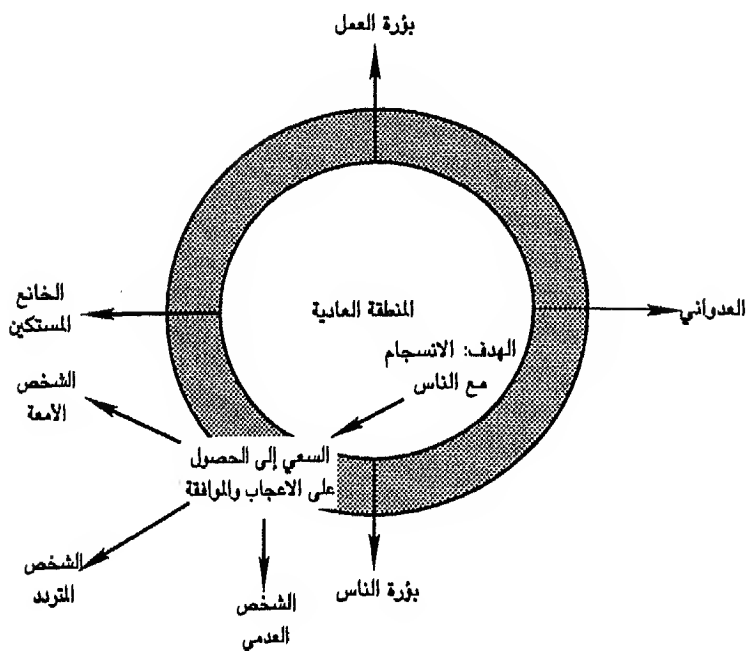 بؤرة العمل
العدواني
المنطقة العادية
الخانع
المستكين
الهدف: الانسجام
مع الناس
الشخص
الأمعة
السعي إلى الحصول
على الاعجاب والموافقة
الشخص
المتردد
الشخص
العدمي
بؤرة الناس